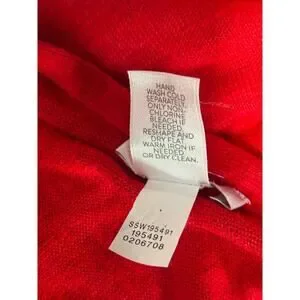 HAND
WASH COLD
SEPARATELY.
ONLY NON-
CHLORINE
BLEACH IF
NEEDED.
RESHAPE AND
DRY FLAT.
WARM IRON IF
NEEDED.
OR DRY CLEAN.
SSW195491
195491
0206708